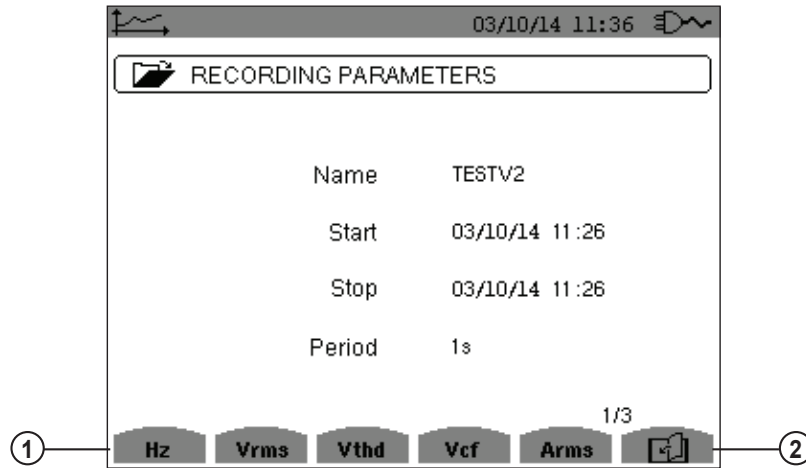 03/10/14 11:36
RECORDING PARAMETERS
Name TESTV2
Start 03/10/14 11:26
Stop 03/10/14 11:26
Period 1s
1/3
1 Hz Vrms Vthd Vcf Arms 2